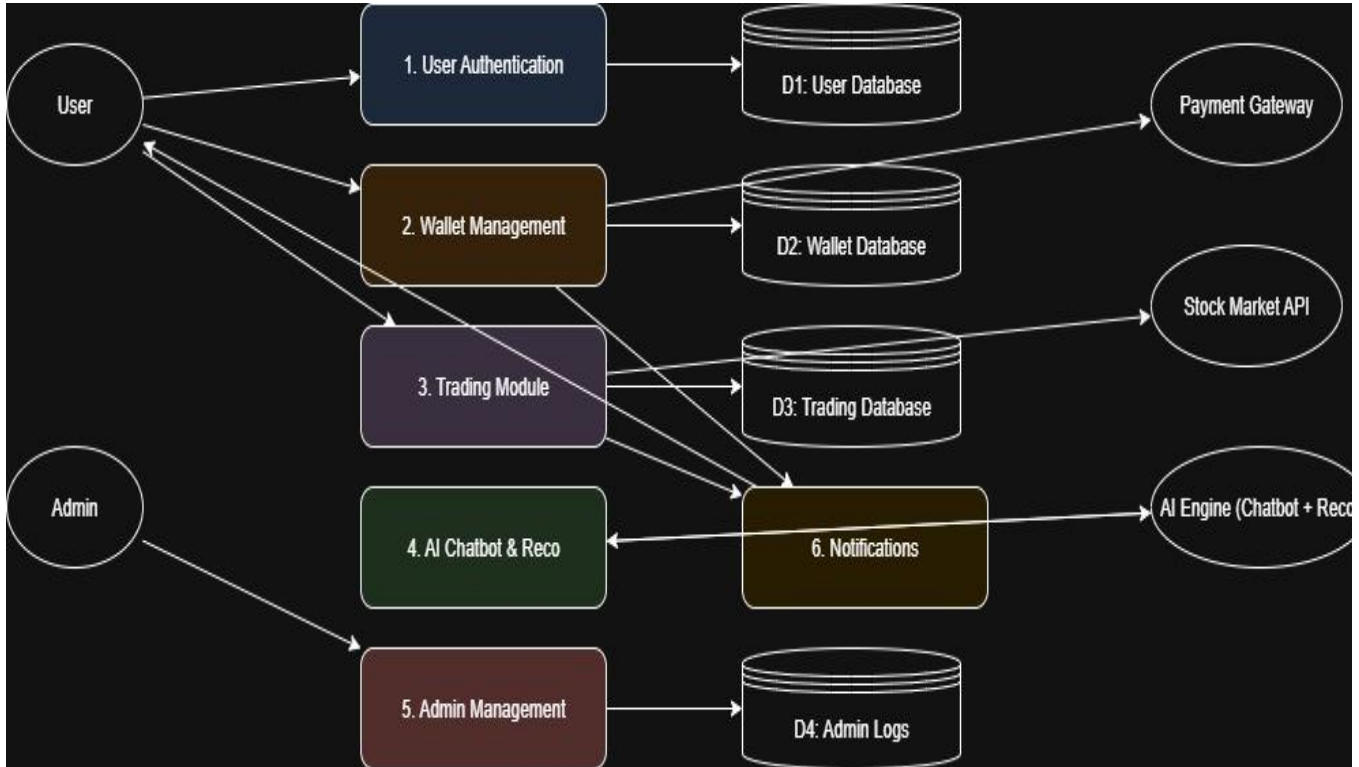 User
1. User Authentication
D1: User Database
Payment Gateway
2. Wallet Management
D2: Wallet Database
Stock Market API
3. Trading Module
D3: Trading Database
Admin
4. AI Chatbot & Reco
6. Notifications
AI Engine (Chatbot + Reco
5. Admin Management
D4: Admin Logs